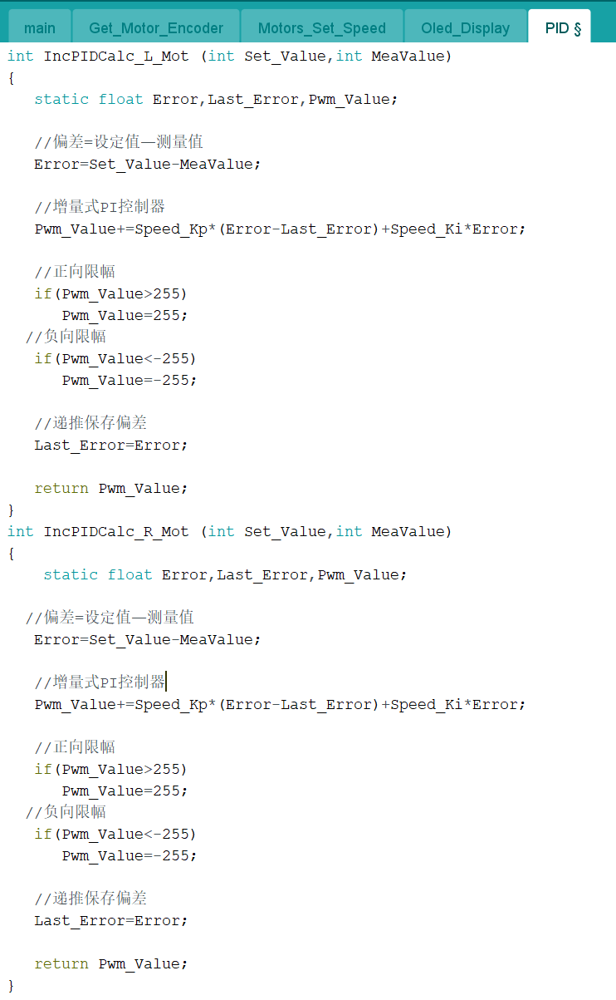 main Get_Motor_Encoder Motors_Set_Speed Oled_Display PID §
int IncPIDCalc_L_Mot (int Set_Value,int MeaValue)
{
static float Error,Last_Error,Pwm_Value;
//偏差=设定值—测量值
Error=Set_Value-MeaValue;
//增量式PI控制器
Pwm_Value+=Speed_Kp*(Error-Last_Error)+Speed_Ki*Error;
//正向限幅
if(Pwm_Value>255)
Pwm_Value=255;
//负向限幅
if(Pwm_Value<-255)
Pwm_Value=-255;
//递推保存偏差
Last_Error=Error;
return Pwm_Value;
}
int IncPIDCalc_R_Mot (int Set_Value,int MeaValue)
{
static float Error,Last_Error,Pwm_Value;
//偏差=设定值—测量值
Error=Set_Value-MeaValue;
//增量式PI控制器
Pwm_Value+=Speed_Kp*(Error-Last_Error)+Speed_Ki*Error;
//正向限幅
if(Pwm_Value>255)
Pwm_Value=255;
//负向限幅
if(Pwm_Value<-255)
Pwm_Value=-255;
//递推保存偏差
Last_Error=Error;
return Pwm_Value;
}